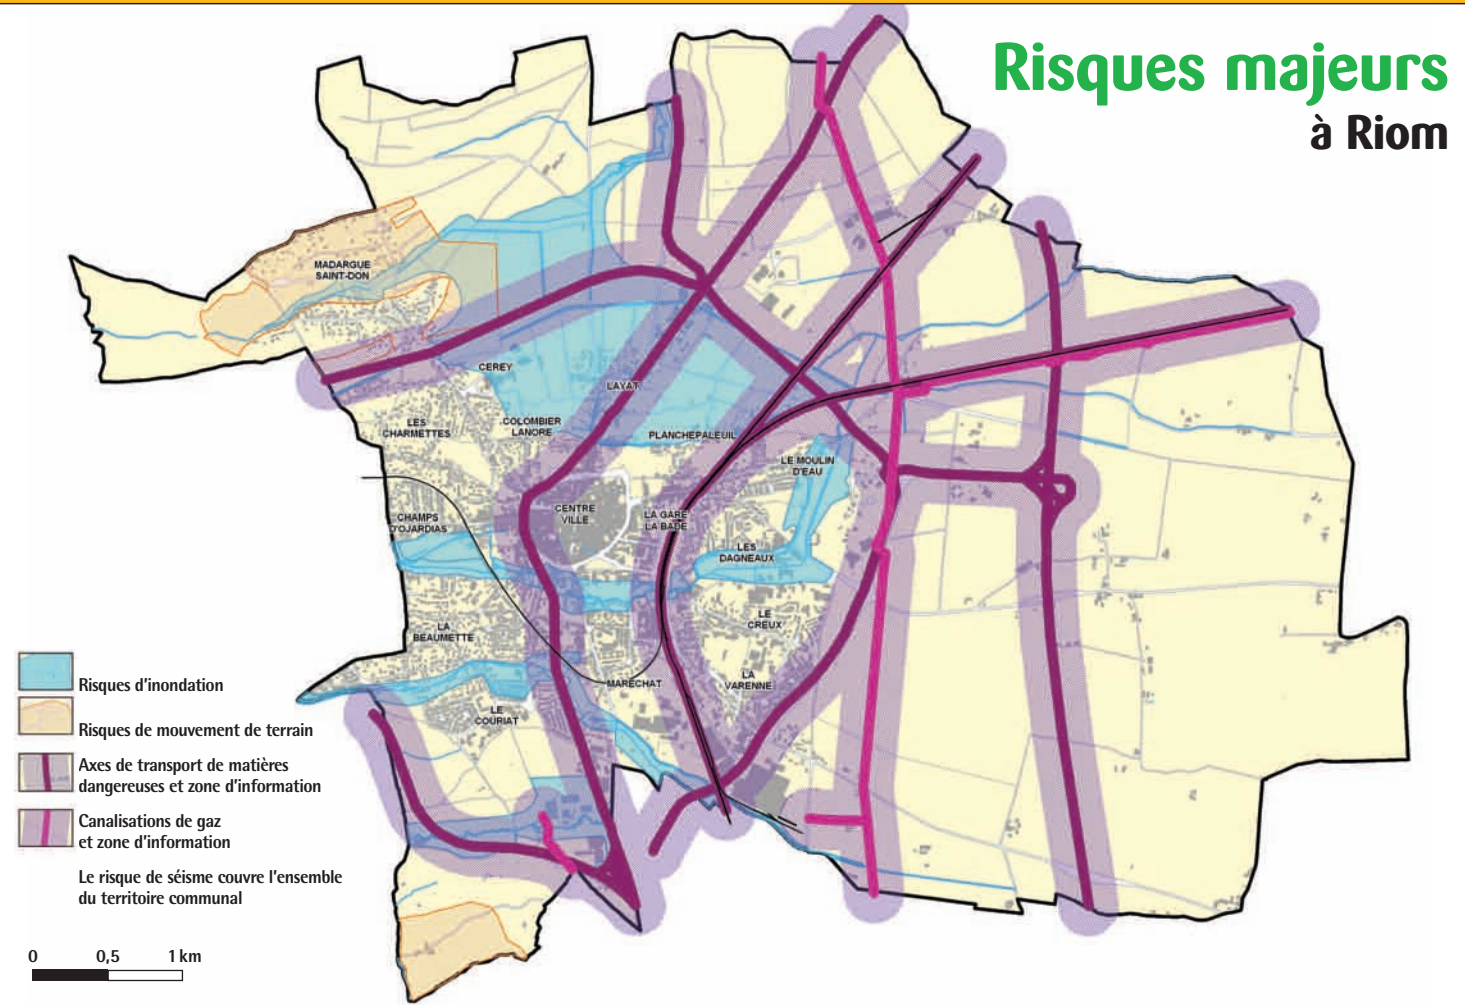 Risques majeurs
à Riom
MADARGUE
SAINT-DON
CEREY
LAYAT
LES
CHARMETTES
COLOMBIER
LANORE
PLANCHEPALEUIL
LE MOULIN
D'EAU
CENTRE
VILLE
LA GARE
LA BADE
CHAMPS
D'OJARDIAS
LES
DAGNEAUX
LE
CREUX
LA
BEAUMETTE
LA
VARENNE
MARECHAT
LE
COURIAT
Risques d'inondation
Risques de mouvement de terrain
Axes de transport de matières
dangereuses et zone d'information
Canalisations de gaz
et zone d'information
Le risque de séisme couvre l'ensemble
du territoire communal
0 0,5 1 km